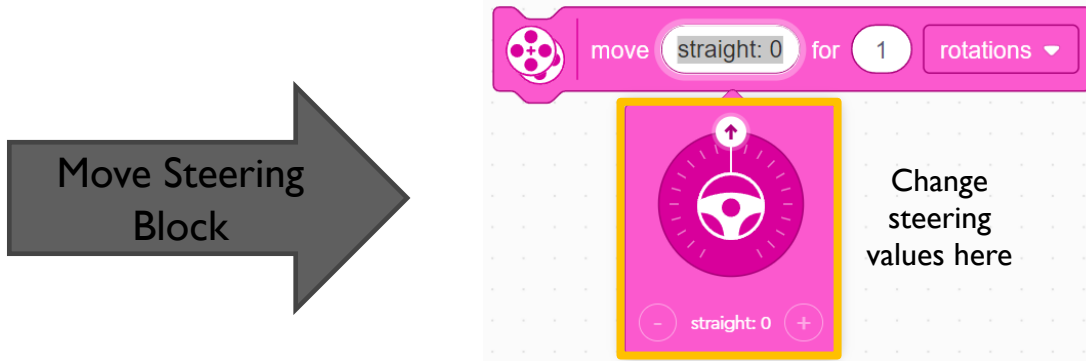 Move Steering
Block
move straight: 0 for 1 rotations
straight: 0
Change
steering
values here